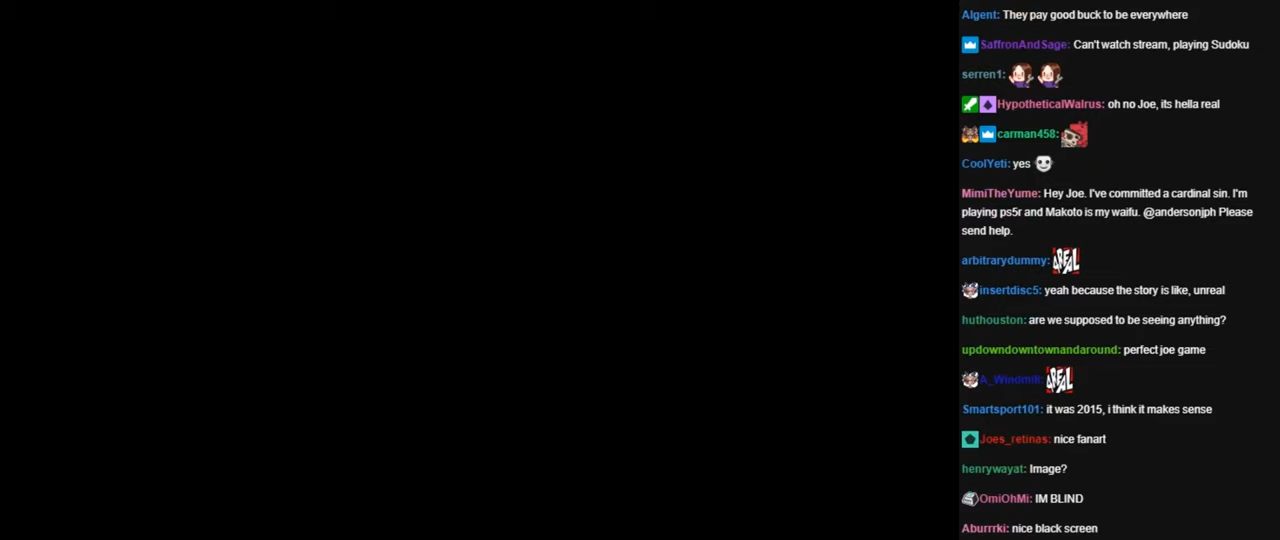 AIgent: They pay good buck to be everywhere
SaffronAndSage: Can't watch stream, playing Sudoku
serren1:
HypotheticalWalrus: oh no Joe, its hella real
carman458:
CoolYeti: yes
MimiTheYume: Hey Joe. I've committed a cardinal sin. I'm
playing ps5r and Makoto is my waifu. @andersonjph Please
send help.
arbitrarydummy:
insertdisc5: yeah because the story is like, unreal
huthouston: are we supposed to be seeing anything?
updowndowntownandaround: perfect joe game
A_Windmill:
Smartsport101: it was 2015, i think it makes sense
Joes_retinas: nice fanart
henrywayat: Image?
OmiOhMi: IM BLIND
Aburrrki: nice black screen